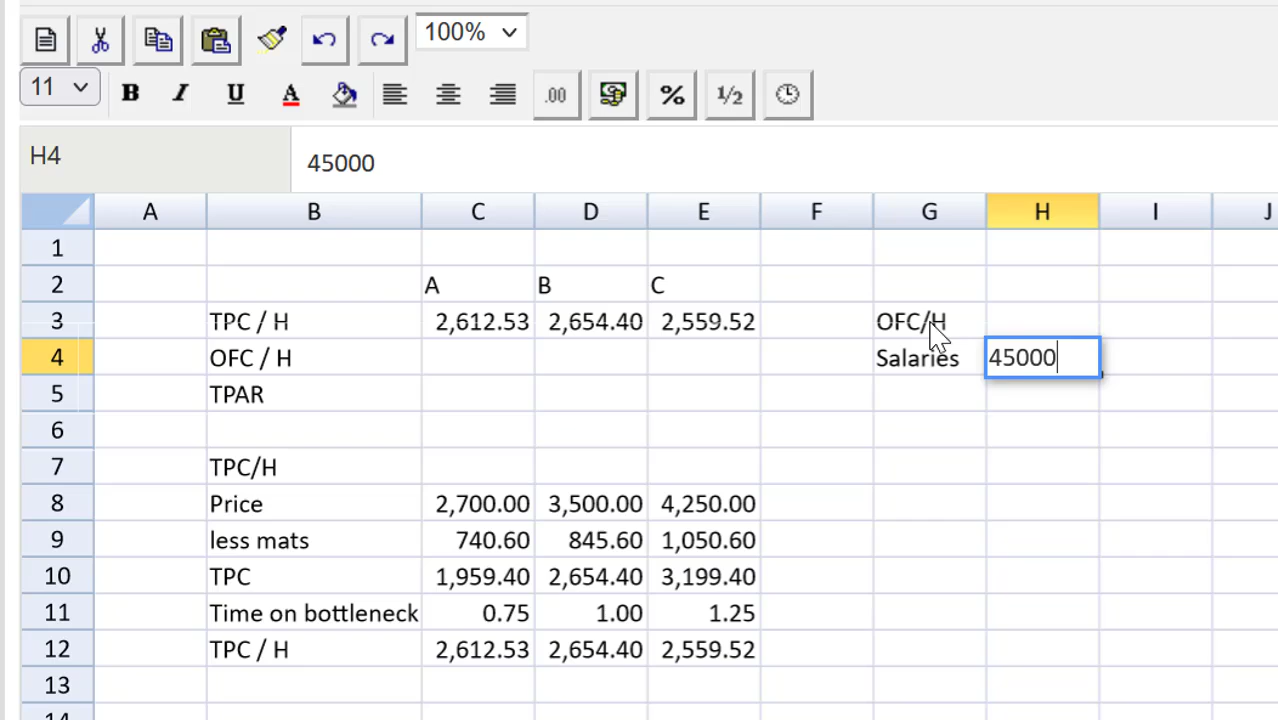 100%
11 B I U A .00 % 1/2
H4 45000
A B C D E F G H I J
1
2 A B C
3 TPC / H 2,612.53 2,654.40 2,559.52 OFC/H
4 OFC / H Salaries 45000
5 TPAR
6
7 TPC/H
8 Price 2,700.00 3,500.00 4,250.00
9 less mats 740.60 845.60 1,050.60
10 TPC 1,959.40 2,654.40 3,199.40
11 Time on bottleneck 0.75 1.00 1.25
12 TPC / H 2,612.53 2,654.40 2,559.52
13
14